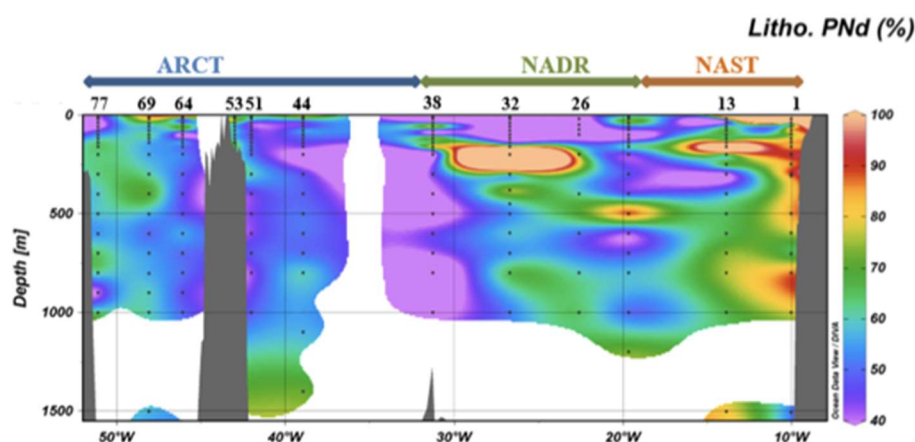 Litho. PNd (%)
ARCT NADR NAST
77 69 64 53 51 44 38 32 26 13 1
0
500
1000
1500
Depth [m]
50°W 40°W 30°W 20°W 10°W
100
90
80
70
60
50
40
Ocean Data View / DIVA